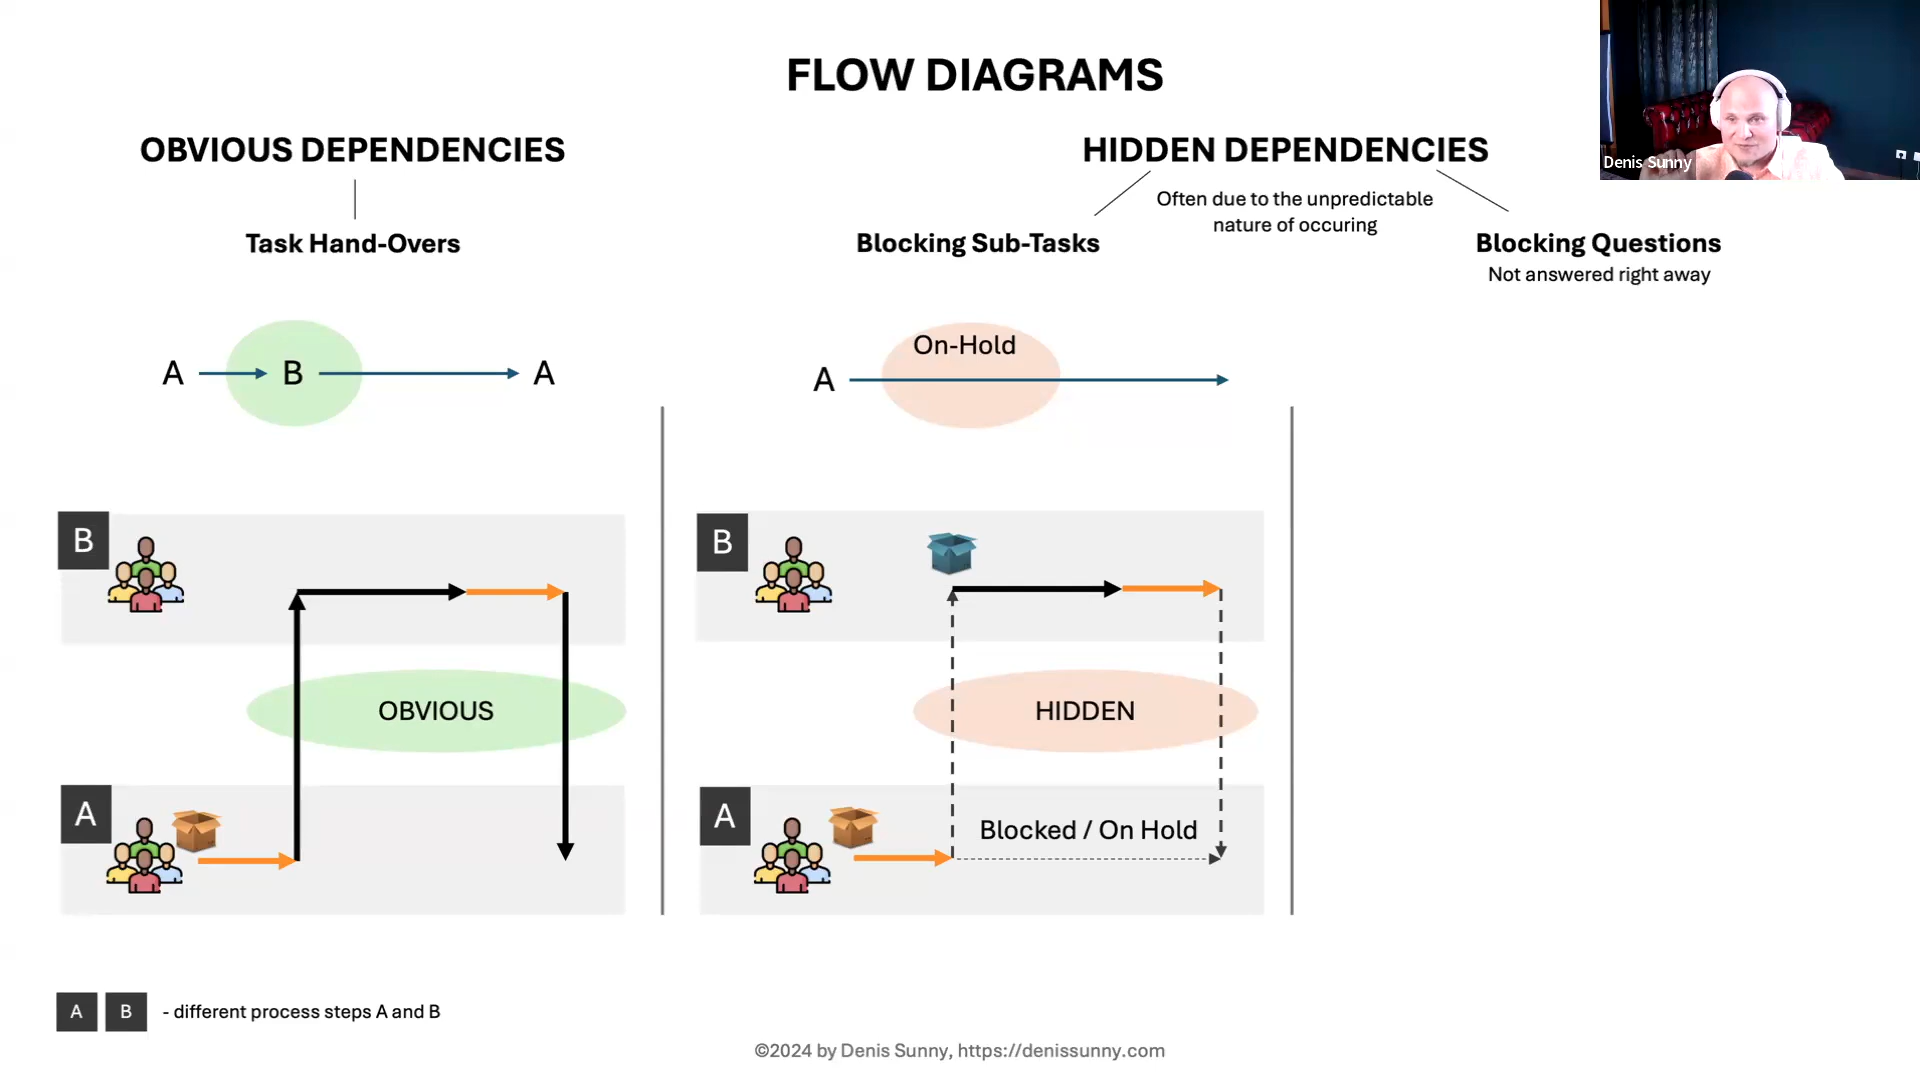 FLOW DIAGRAMS
OBVIOUS DEPENDENCIES
Task Hand-Overs
A
B
A
B
OBVIOUS
A
HIDDEN DEPENDENCIES
Often due to the unpredictable
nature of occuring
Blocking Sub-Tasks
Blocking Questions
Not answered right away
On-Hold
A
B
HIDDEN
A
Blocked / On Hold
A
B
- different process steps A and B
©2024 by Denis Sunny, https://denissunny.com
Denis Sunny